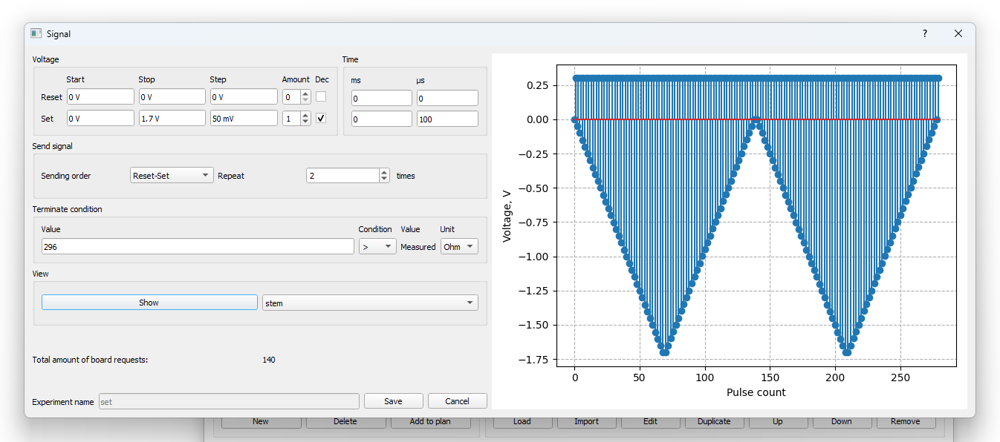 Signal ?
Voltage
Start Stop Step Amount Dec
Reset 0 V 0 V 0 V 0
Set 0 V 1.7 V 50 mV 1
Time
ms μs
0 0
0 100
Send signal
Sending order Reset-Set Repeat 2 times
Terminate condition
Value Condition Value Unit
296 > Measured Ohm
View
Show stem
Total amount of board requests: 140
Experiment name set Save Cancel
0.25
0.00
−0.25
−0.50
−0.75
−1.00
−1.25
−1.50
−1.75
Voltage, V
0 50 100 150 200 250
Pulse count
New Delete Add to plan Load Import Edit Duplicate Up Down Remove